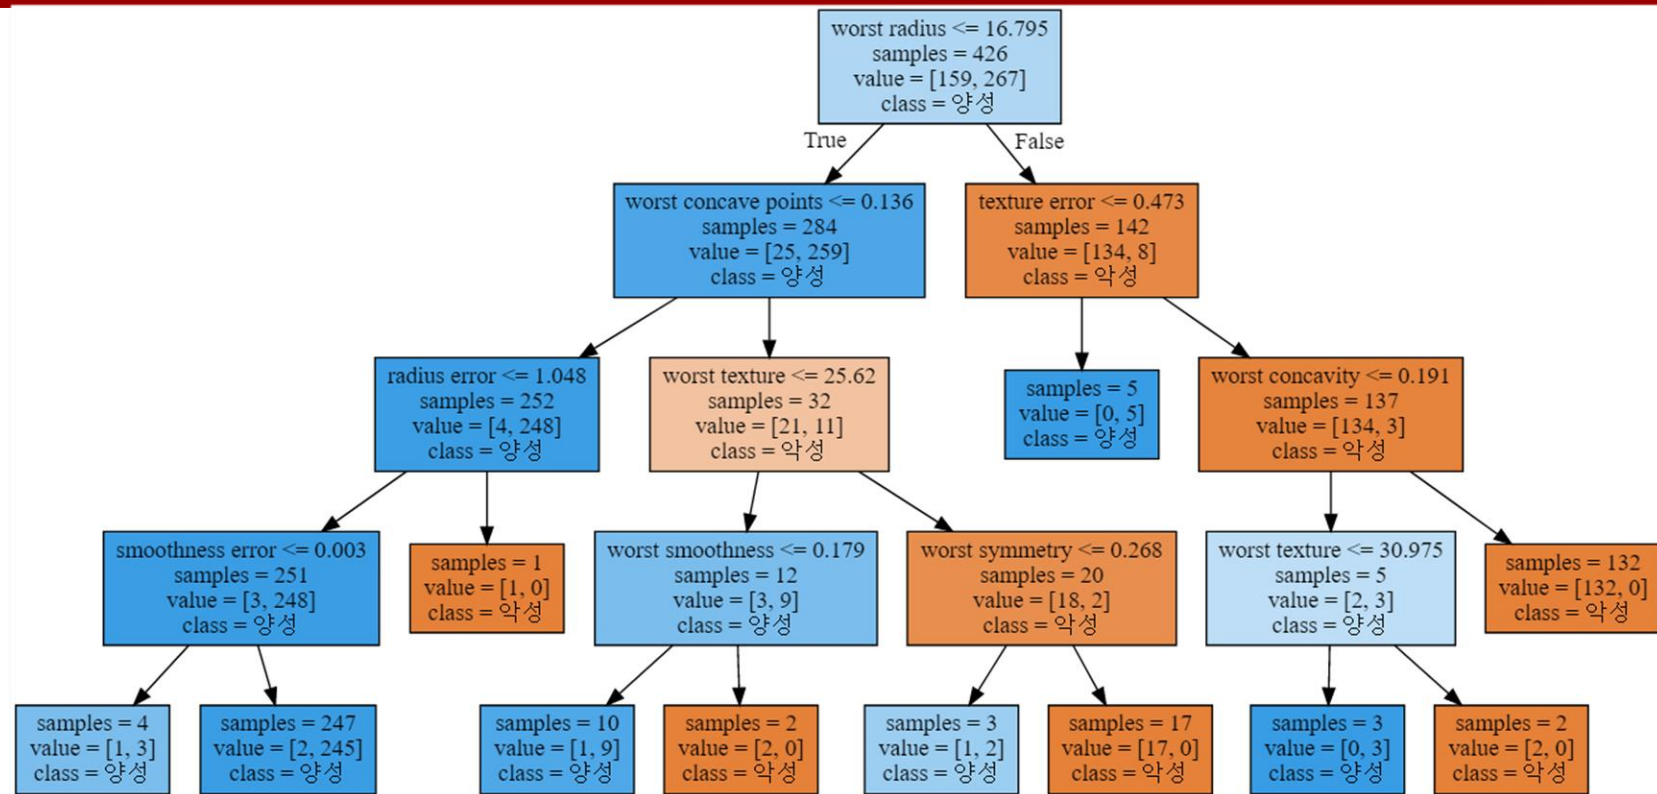 worst radius <= 16.795
samples = 426
value = [159, 267]
class = 양성
True
False
worst concave points <= 0.136
samples = 284
value = [25, 259]
class = 양성
texture error <= 0.473
samples = 142
value = [134, 8]
class = 악성
radius error <= 1.048
samples = 252
value = [4, 248]
class = 양성
worst texture <= 25.62
samples = 32
value = [21, 11]
class = 악성
samples = 5
value = [0, 5]
class = 양성
worst concavity <= 0.191
samples = 137
value = [134, 3]
class = 악성
smoothness error <= 0.003
samples = 251
value = [3, 248]
class = 양성
samples = 1
value = [1, 0]
class = 악성
worst smoothness <= 0.179
samples = 12
value = [3, 9]
class = 양성
worst symmetry <= 0.268
samples = 20
value = [18, 2]
class = 악성
worst texture <= 30.975
samples = 5
value = [2, 3]
class = 양성
samples = 132
value = [132, 0]
class = 악성
samples = 4
value = [1, 3]
class = 양성
samples = 247
value = [2, 245]
class = 양성
samples = 10
value = [1, 9]
class = 양성
samples = 2
value = [2, 0]
class = 악성
samples = 3
value = [1, 2]
class = 양성
samples = 17
value = [17, 0]
class = 악성
samples = 3
value = [0, 3]
class = 양성
samples = 2
value = [2, 0]
class = 악성